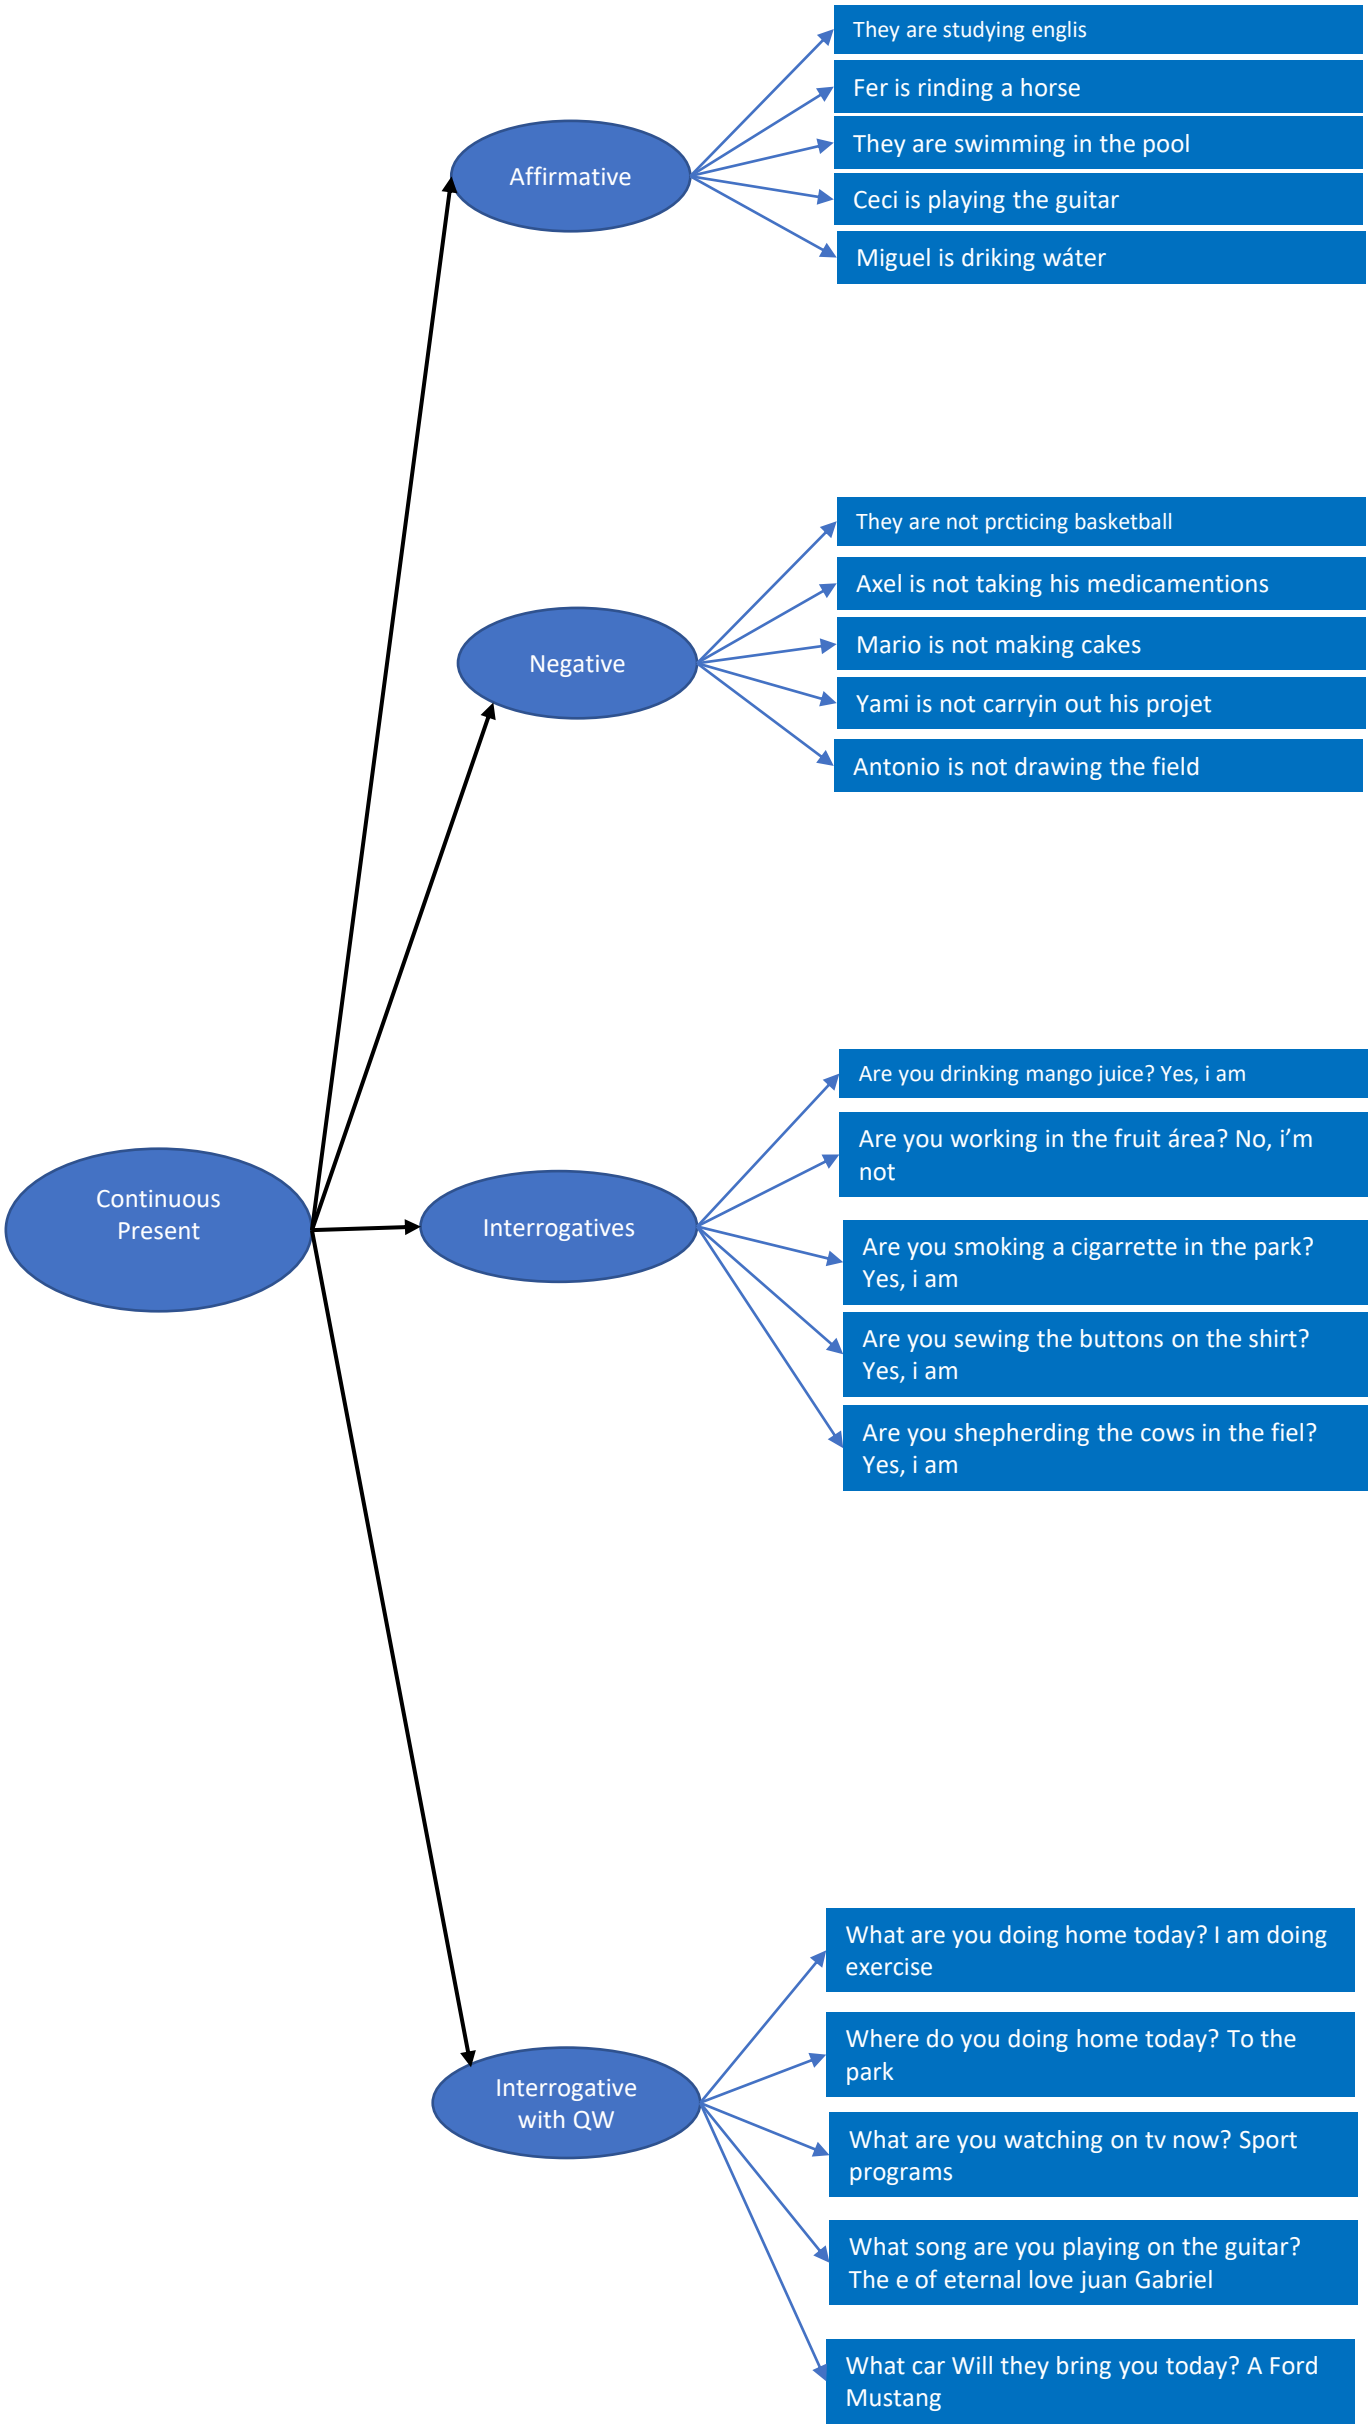 They are studying englis
Fer is rinding a horse
They are swimming in the pool
Affirmative
Ceci is playing the guitar
Miguel is driking wáter
They are not prcticing basketball
Axel is not taking his medicamentions
Mario is not making cakes
Negative
Yami is not carryin out his projet
Antonio is not drawing the field
Are you drinking mango juice? Yes, i am
Are you working in the fruit área? No, i’m
not
Continuous
Present
Interrogatives
Are you smoking a cigarrette in the park?
Yes, i am
Are you sewing the buttons on the shirt?
Yes, i am
Are you shepherding the cows in the fiel?
Yes, i am
What are you doing home today? I am doing
exercise
Where do you doing home today? To the
park
Interrogative
with QW
What are you watching on tv now? Sport
programs
What song are you playing on the guitar?
The e of eternal love juan Gabriel
What car Will they bring you today? A Ford
Mustang